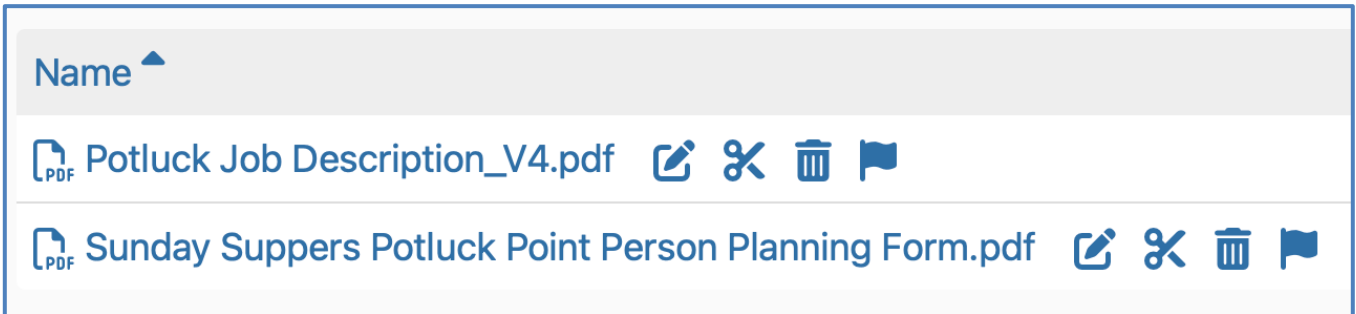 Name
PDF Potluck Job Description_V4.pdf
PDF Sunday Suppers Potluck Point Person Planning Form.pdf